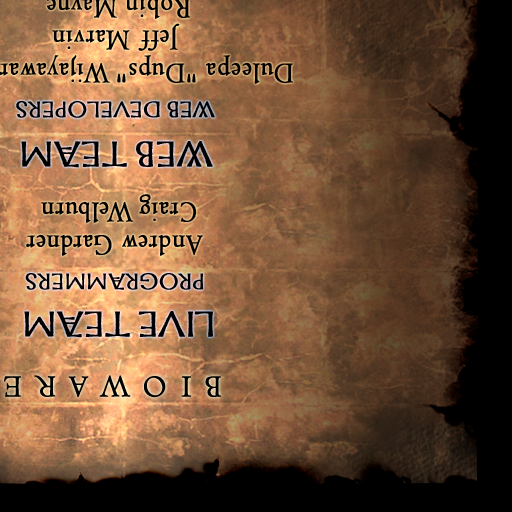 BIOWARE
LIVE TEAM
PROGRAMMERS
Andrew Gardner
Craig Welburn
WEB TEAM
WEB DEVELOPERS
Duleepa "Dups" Wijayawar
Jeff Marvin
Robin Mayne